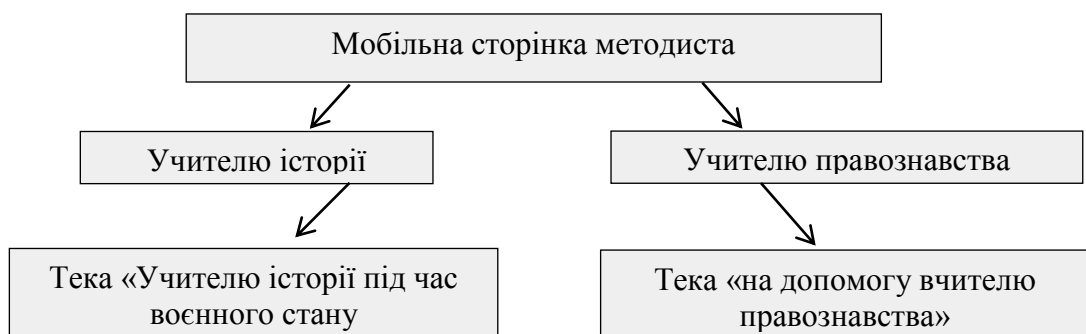 Мобільна сторінка методиста
Учителю історії
Учителю правознавства
Тека «Учителю історії під час
воєнного стану
Тека «на допомогу вчителю
правознавства»